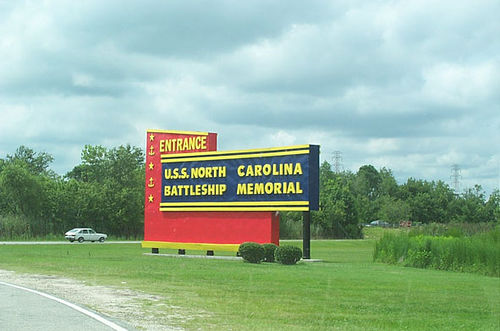 ENTRANCE
U.S.S. NORTH CAROLINA
BATTLESHIP MEMORIAL